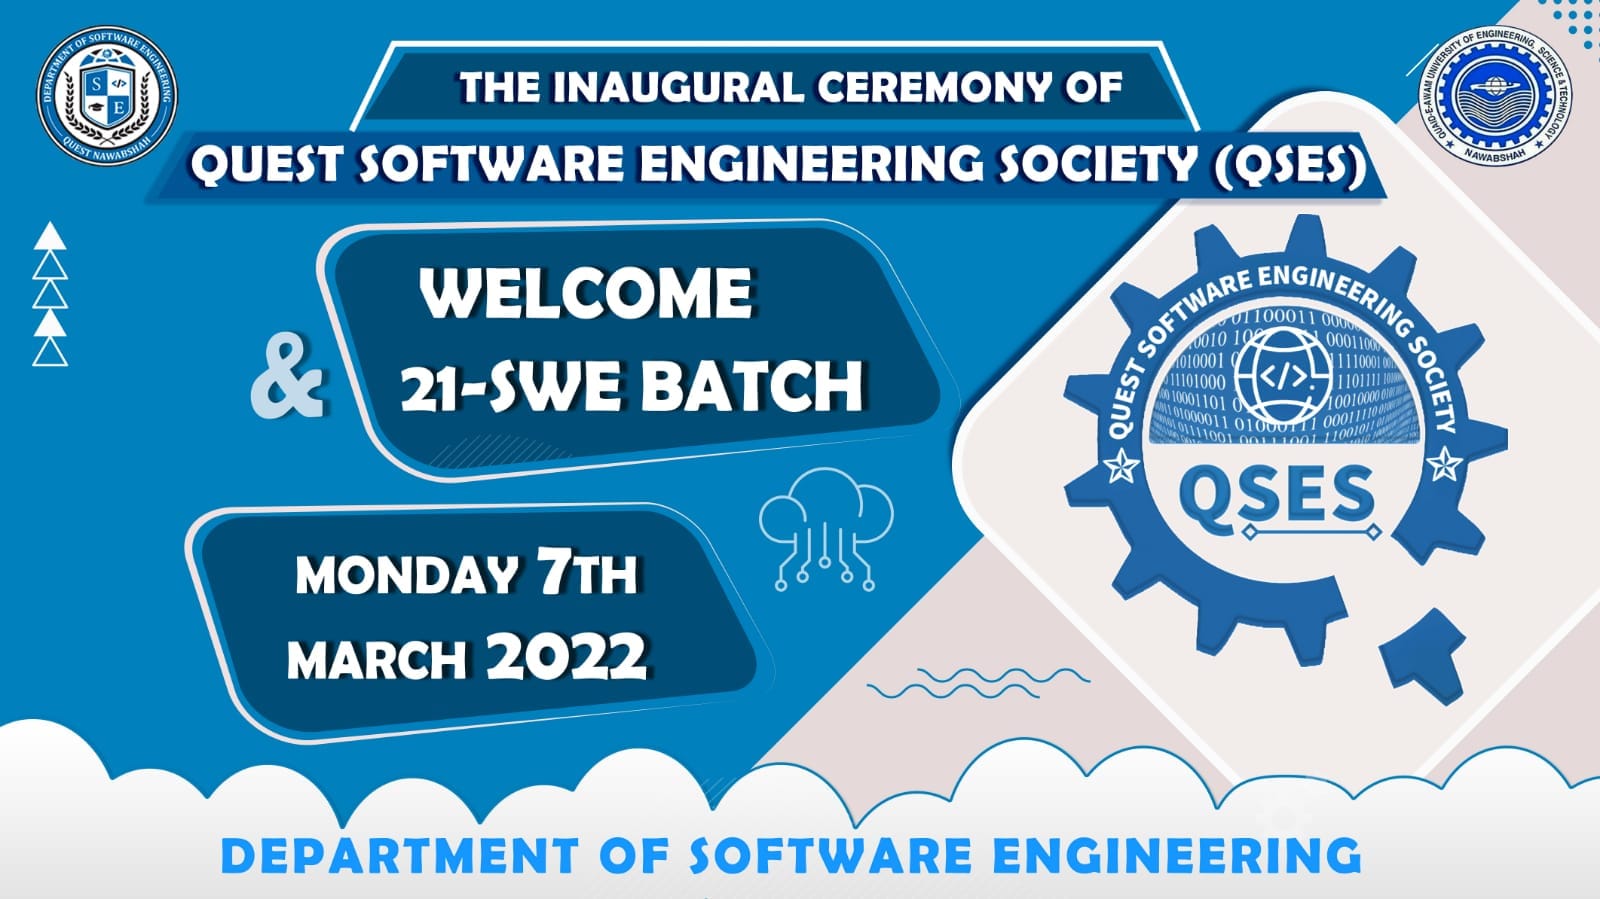 DEPARTMENT OF SOFTWARE ENGINEERING
S </>
E
QUEST NAWABSHAH
THE INAUGURAL CEREMONY OF
QUEST SOFTWARE ENGINEERING SOCIETY (QSES)
QUAID-E-AWAM UNIVERSITY OF ENGINEERING, SCIENCE & TECHNOLOGY
NAWABSHAH
&
WELCOME
21-SWE BATCH
MONDAY 7TH
MARCH 2022
QUEST SOFTWARE ENGINEERING SOCIETY
</>
QSES
DEPARTMENT OF SOFTWARE ENGINEERING